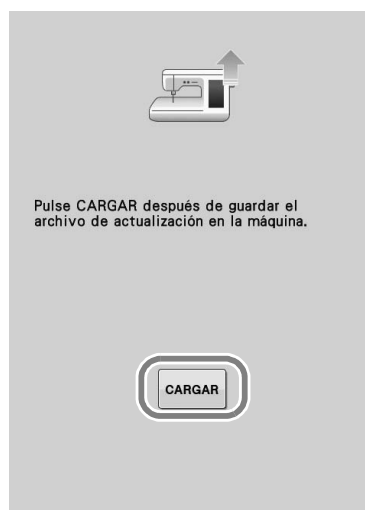 Pulse CARGAR después de guardar el
archivo de actualización en la máquina.
CARGAR